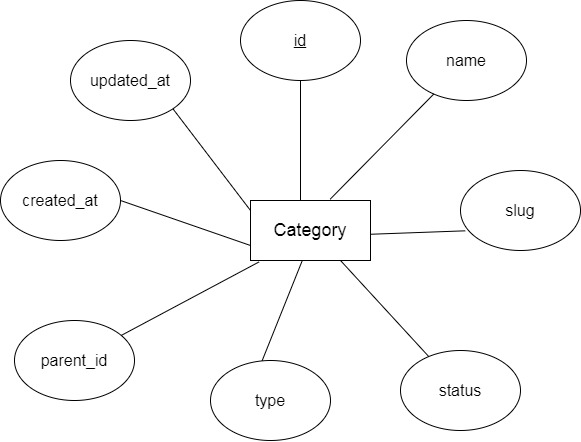 id
name
updated_at
created_at
slug
Category
parent_id
type
status